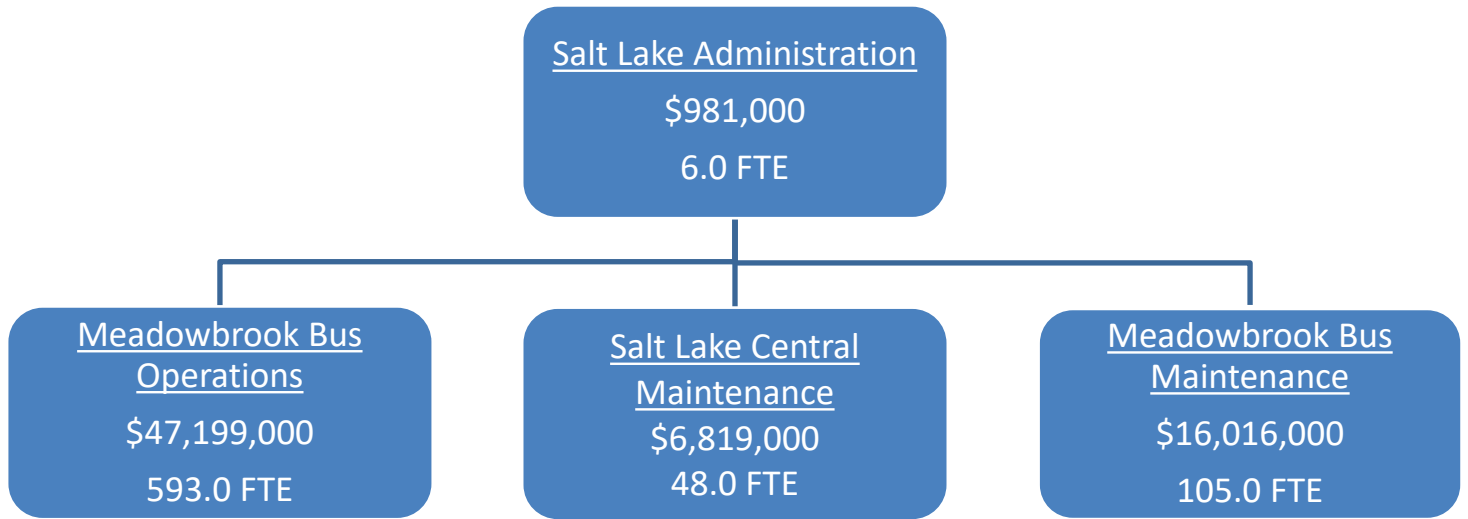 Salt Lake Administration
$981,000
6.0 FTE
Meadowbrook Bus
Operations
$47,199,000
593.0 FTE
Salt Lake Central
Maintenance
$6,819,000
48.0 FTE
Meadowbrook Bus
Maintenance
$16,016,000
105.0 FTE